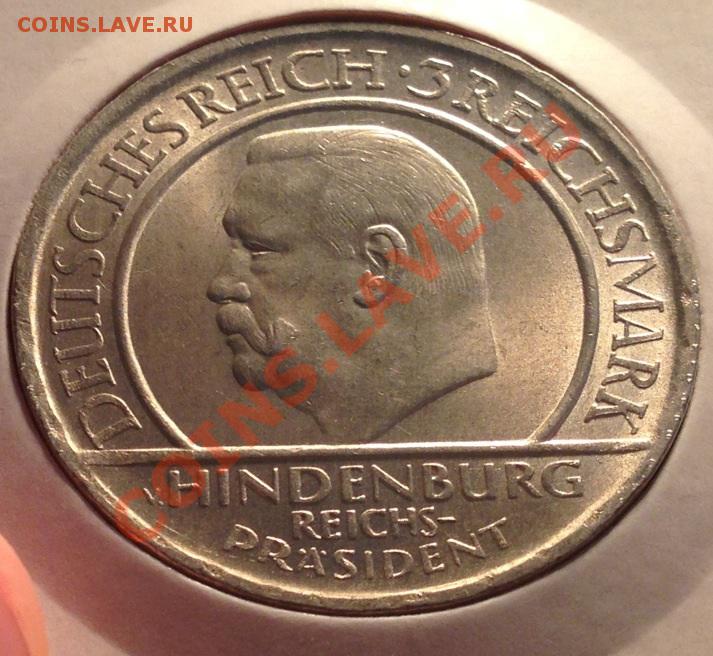 COINS.LAVE.RU
DEUTSCHES REICH · 3 REICHSMARK
COINS.LAVE.RU
v. HINDENBURG
REICHS-
PRÄSIDENT